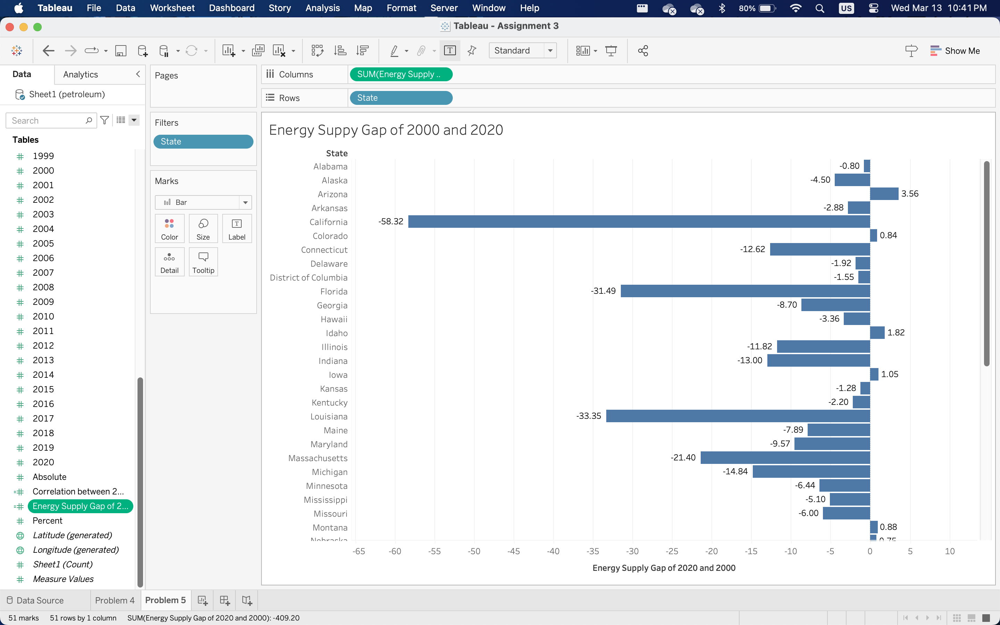 Tableau File Data Worksheet Dashboard Story Analysis Map Format Server Window Help 80% US Wed Mar 13 10:41 PM
Tableau - Assignment 3
Standard
Show Me
Data Analytics
Sheet1 (petroleum)
Search
Tables
1999
2000
2001
2002
2003
2004
2005
2006
2007
2008
2009
2010
2011
2012
2013
2014
2015
2016
2017
2018
2019
2020
Absolute
Correlation between 2...
Energy Supply Gap of 2...
Percent
Latitude (generated)
Longitude (generated)
Sheet1 (Count)
Measure Values
Pages
Filters
State
Marks
Bar
Color Size Label
Detail Tooltip
Columns SUM(Energy Supply ..
Rows State
Energy Suppy Gap of 2000 and 2020
State
Alabama -0.80
Alaska -4.50
Arizona 3.56
Arkansas -2.88
California -58.32
Colorado 0.84
Connecticut -12.62
Delaware -1.92
District of Columbia -1.55
Florida -31.49
Georgia -8.70
Hawaii -3.36
Idaho 1.82
Illinois -11.82
Indiana -13.00
Iowa 1.05
Kansas -1.28
Kentucky -2.20
Louisiana -33.35
Maine -7.89
Maryland -9.57
Massachusetts -21.40
Michigan -14.84
Minnesota -6.44
Mississippi -5.10
Missouri -6.00
Montana 0.88
Nebraska 0.75
-65 -60 -55 -50 -45 -40 -35 -30 -25 -20 -15 -10 -5 0 5 10
Energy Supply Gap of 2020 and 2000
Data Source Problem 4 Problem 5
51 marks 51 rows by 1 column SUM(Energy Supply Gap of 2020 and 2000): -409.20